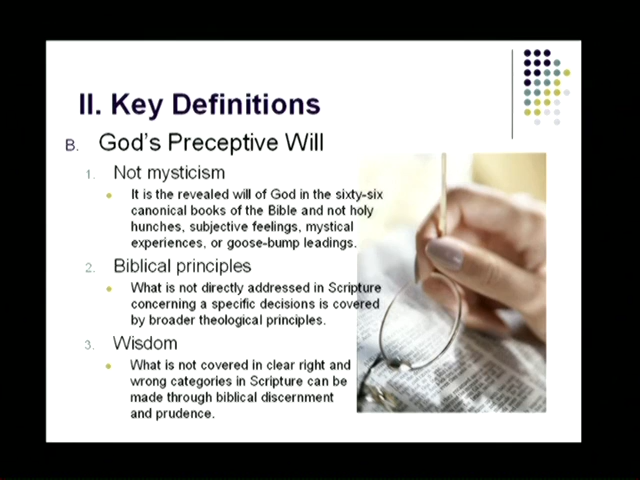 II. Key Definitions
B. God's Preceptive Will
1. Not mysticism
It is the revealed will of God in the sixty-six
canonical books of the Bible and not holy
hunches, subjective feelings, mystical
experiences, or goose-bump leadings.
2. Biblical principles
What is not directly addressed in Scripture
concerning a specific decisions is covered
by broader theological principles.
3. Wisdom
What is not covered in clear right and
wrong categories in Scripture can be
made through biblical discernment
and prudence.